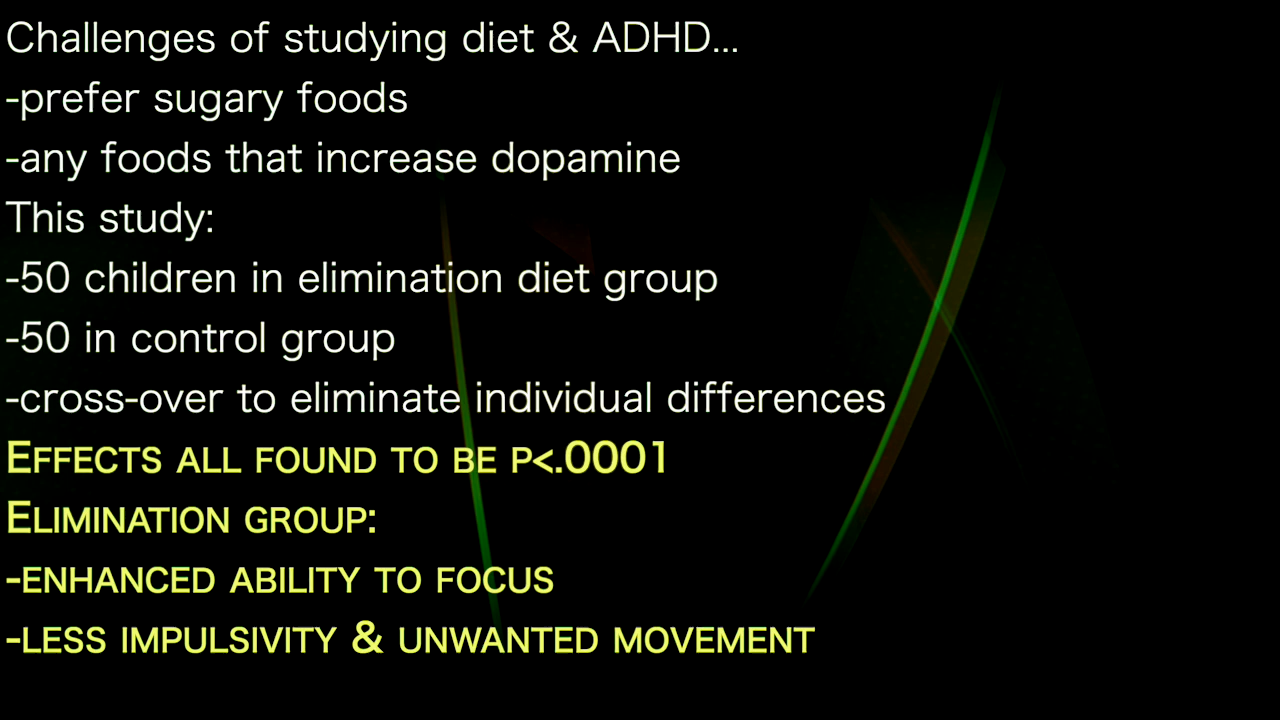 Challenges of studying diet & ADHD...
-prefer sugary foods
-any foods that increase dopamine
This study:
-50 children in elimination diet group
-50 in control group
-cross-over to eliminate individual differences
EFFECTS ALL FOUND TO BE P<.0001
ELIMINATION GROUP:
-ENHANCED ABILITY TO FOCUS
-LESS IMPULSIVITY & UNWANTED MOVEMENT